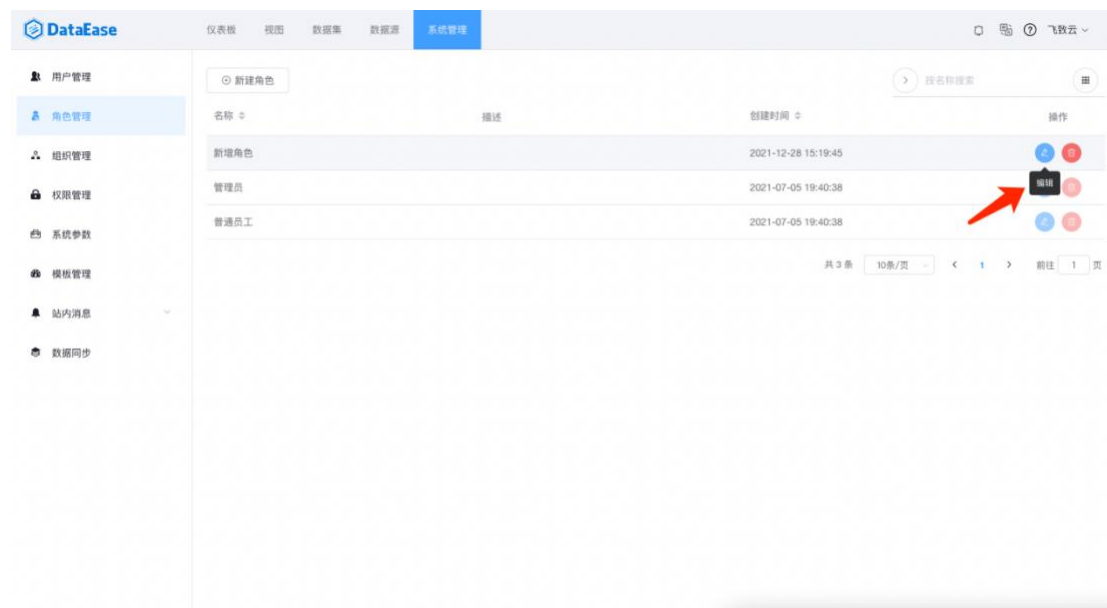 DataEase 仪表板 视图 数据集 数据源 系统管理 飞致云
用户管理
角色管理
组织管理
权限管理
系统参数
模板管理
站内消息
数据同步
新建角色 按名称搜索
名称 描述 创建时间 操作
新增角色 2021-12-28 15:19:45
编辑
管理员 2021-07-05 19:40:38
普通员工 2021-07-05 19:40:38
共 3 条 10条/页 1 前往 1 页